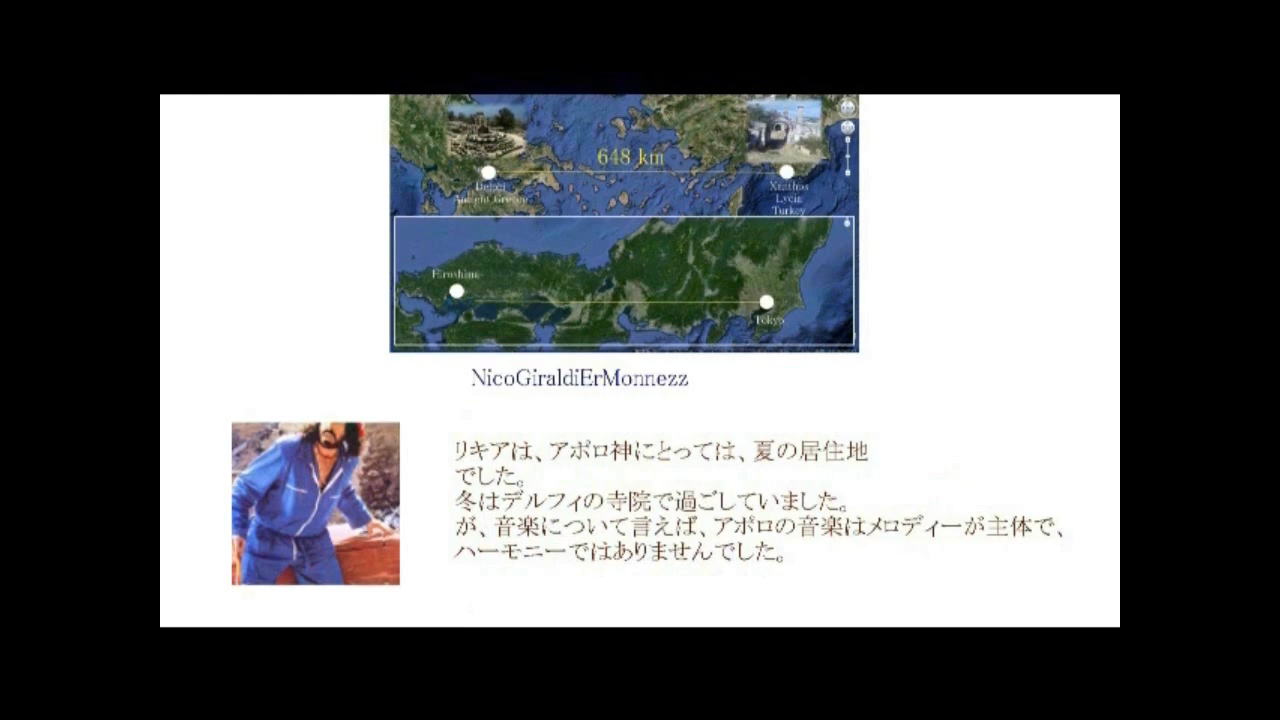 648 km
Delphi
Ancient Greece
Xanthos
Lycia
Turkey
Hiroshima
Tokyo
NicoGiraldiErMonnezz
リキアは、アポロ神にとっては、夏の居住地
でした。
冬はデルフィの寺院で過ごしていました。
が、音楽について言えば、アポロの音楽はメロディーが主体で、
ハーモニーではありませんでした。